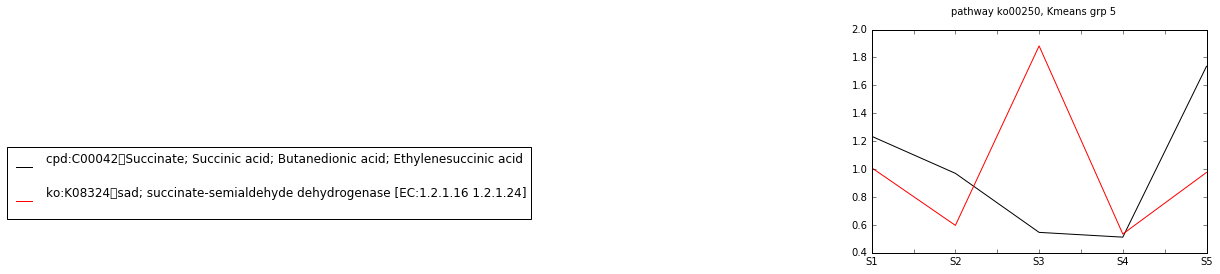 pathway ko00250, Kmeans grp 5
2.0
1.8
1.6
1.4
1.2
1.0
0.8
0.6
0.4
S1 S2 S3 S4 S5
cpd:C00042▯Succinate; Succinic acid; Butanedionic acid; Ethylenesuccinic acid
ko:K08324▯sad; succinate-semialdehyde dehydrogenase [EC:1.2.1.16 1.2.1.24]